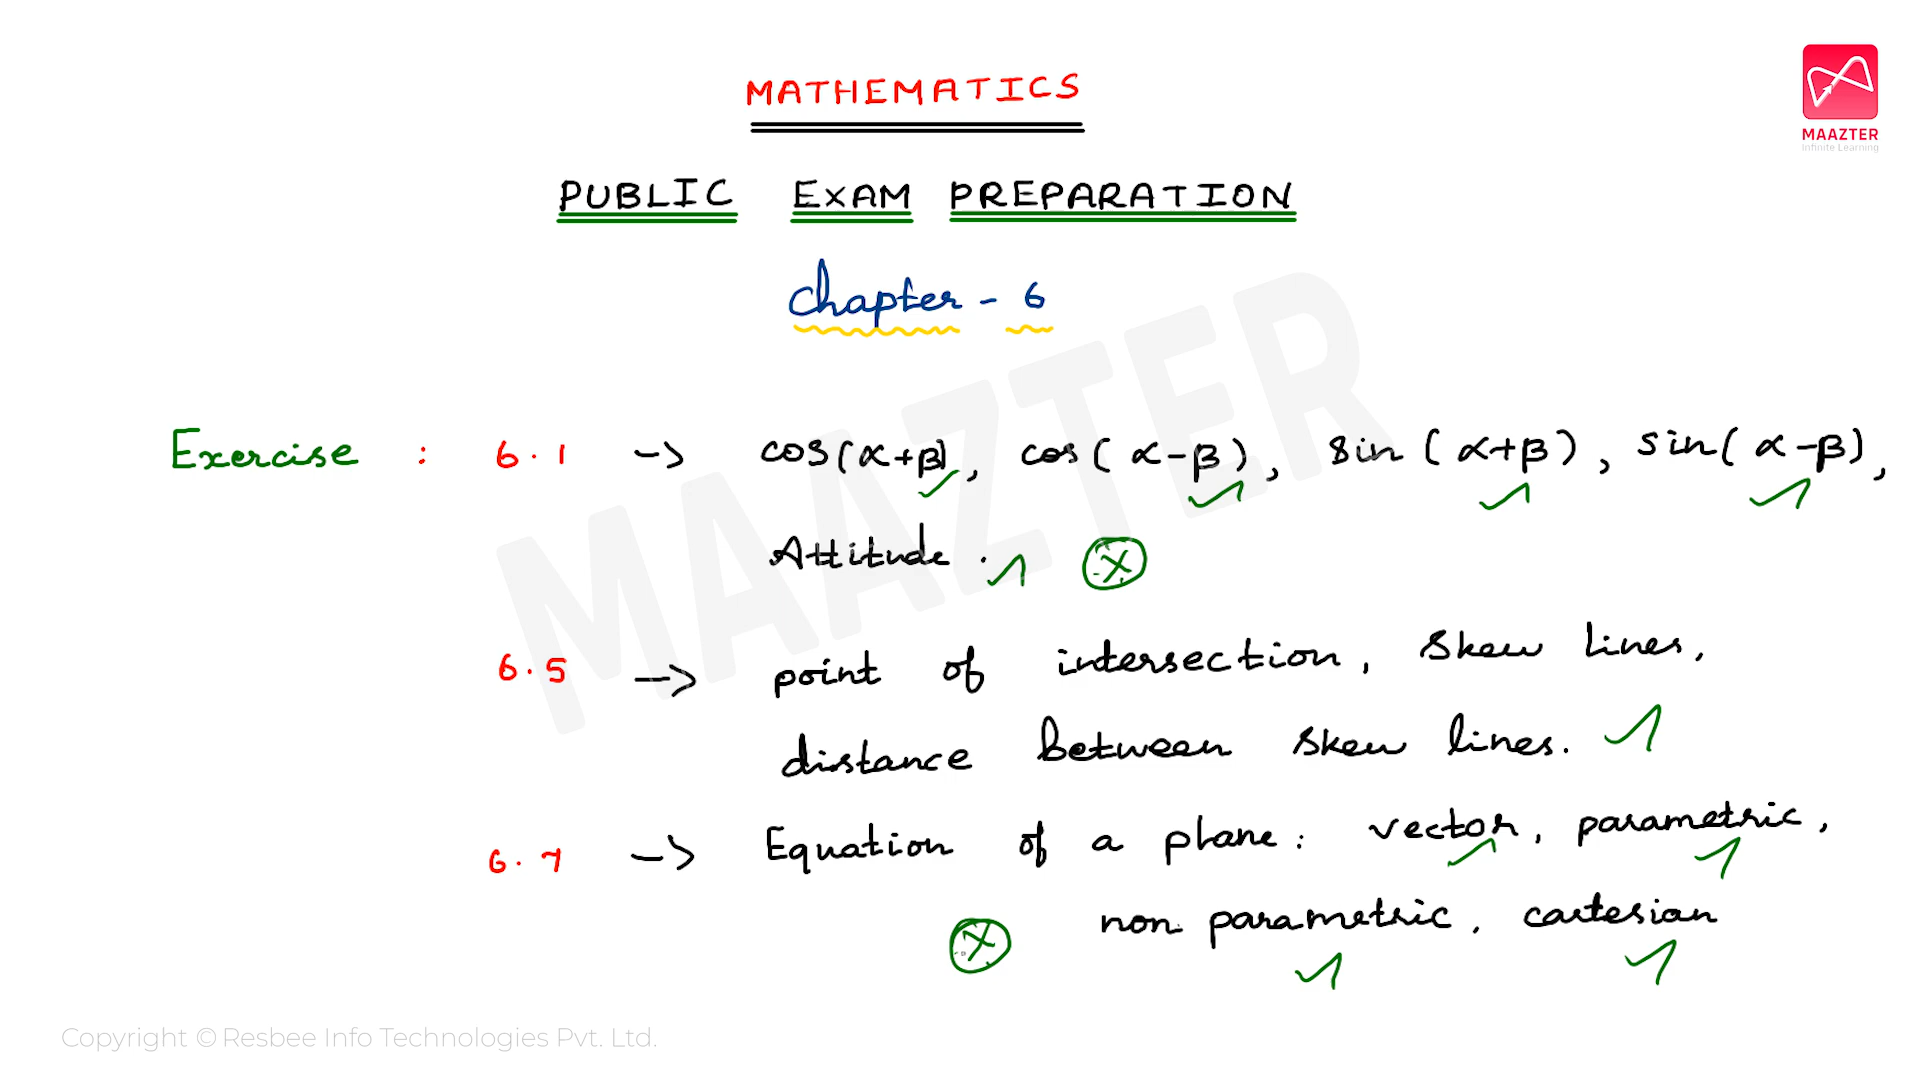 MATHEMATICS
MAAZTER
Infinite Learning
PUBLIC EXAM PREPARATION
Chapter - 6
MAAZTER
Exercise : 6.1 -> cos(α+β), cos(α-β), sin(α+β), sin(α-β),
Attitude.
6.5 -> point of intersection, skew lines,
distance between skew lines.
6.7 -> Equation of a plane: vector, parametric,
non parametric, cartesian
Copyright © Resbee Info Technologies Pvt. Ltd.